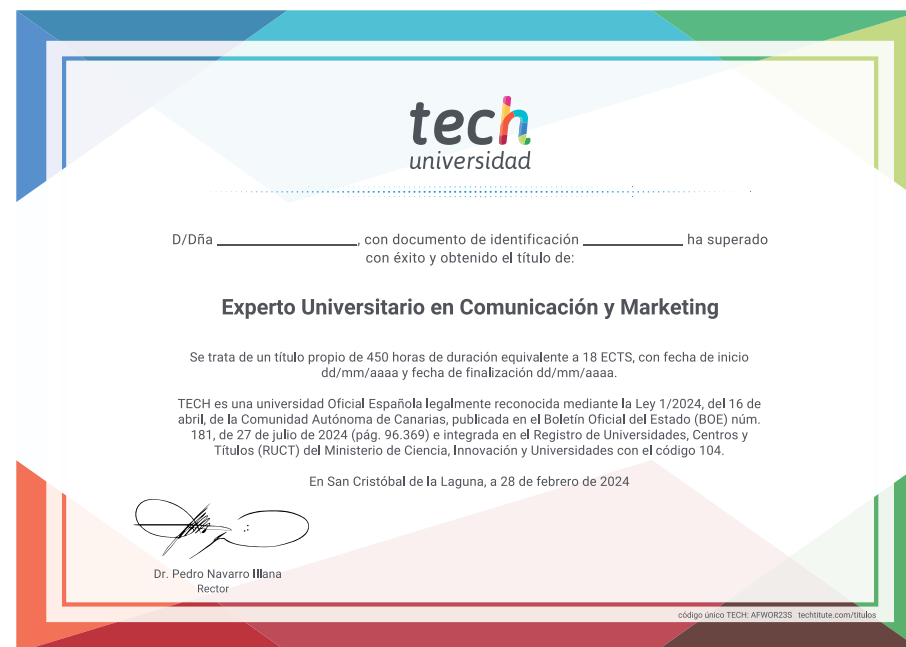 tech
universidad
D/Dña ____________________, con documento de identificación ______________ ha superado
con éxito y obtenido el título de:
Experto Universitario en Comunicación y Marketing
Se trata de un título propio de 450 horas de duración equivalente a 18 ECTS, con fecha de inicio
dd/mm/aaaa y fecha de finalización dd/mm/aaaa.
TECH es una universidad Oficial Española legalmente reconocida mediante la Ley 1/2024, del 16 de
abril, de la Comunidad Autónoma de Canarias, publicada en el Boletín Oficial del Estado (BOE) núm.
181, de 27 de julio de 2024 (pág. 96.369) e integrada en el Registro de Universidades, Centros y
Títulos (RUCT) del Ministerio de Ciencia, Innovación y Universidades con el código 104.
En San Cristóbal de la Laguna, a 28 de febrero de 2024
Dr. Pedro Navarro Illana
Rector
código único TECH: AFWOR23S techtitute.com/titulos